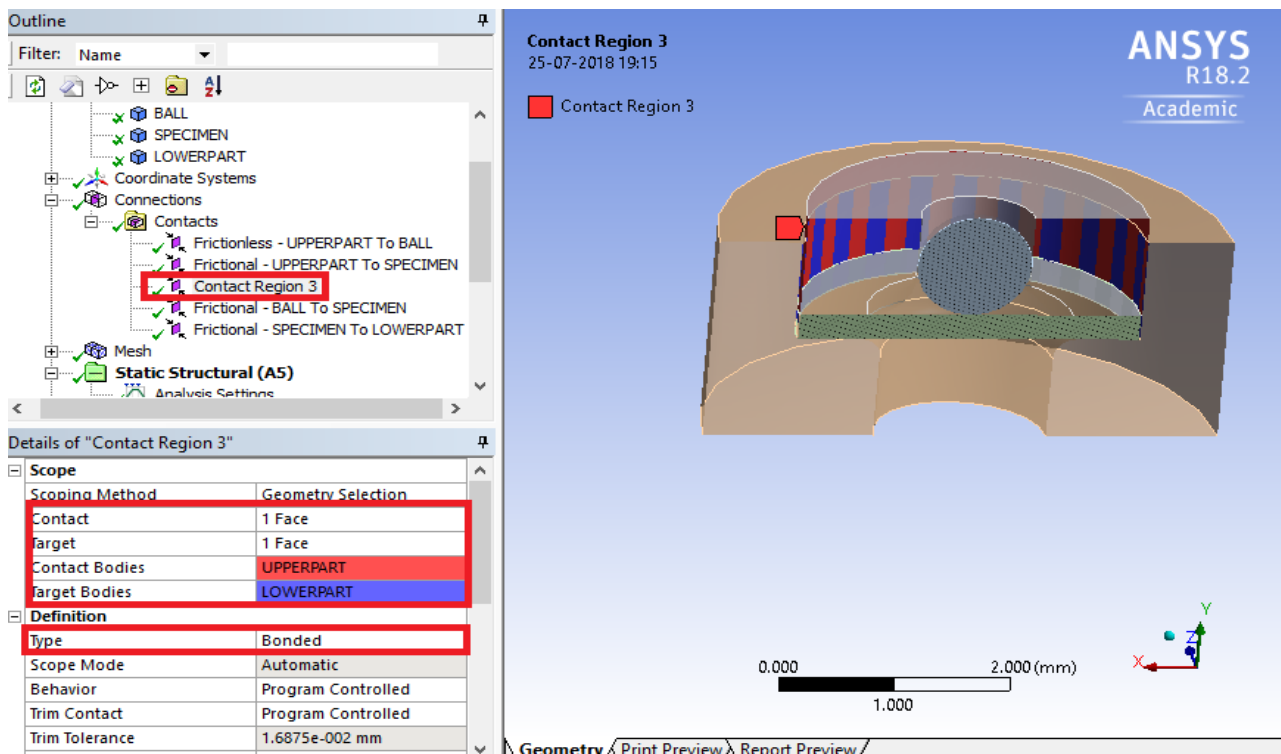 Outline
Filter: Name
BALL
SPECIMEN
LOWERPART
Coordinate Systems
Connections
Contacts
Frictionless - UPPERPART To BALL
Frictional - UPPERPART To SPECIMEN
Contact Region 3
Frictional - BALL To SPECIMEN
Frictional - SPECIMEN To LOWERPART
Mesh
Static Structural (A5)
Analysis Settings
Details of "Contact Region 3"
Scope
Scoping Method Geometry Selection
Contact 1 Face
Target 1 Face
Contact Bodies UPPERPART
Target Bodies LOWERPART
Definition
Type Bonded
Scope Mode Automatic
Behavior Program Controlled
Trim Contact Program Controlled
Trim Tolerance 1.6875e-002 mm
Contact Region 3
25-07-2018 19:15
Contact Region 3
ANSYS
R18.2
Academic
Y
Z
X
0.000 2.000 (mm)
1.000
Geometry Print Preview Report Preview